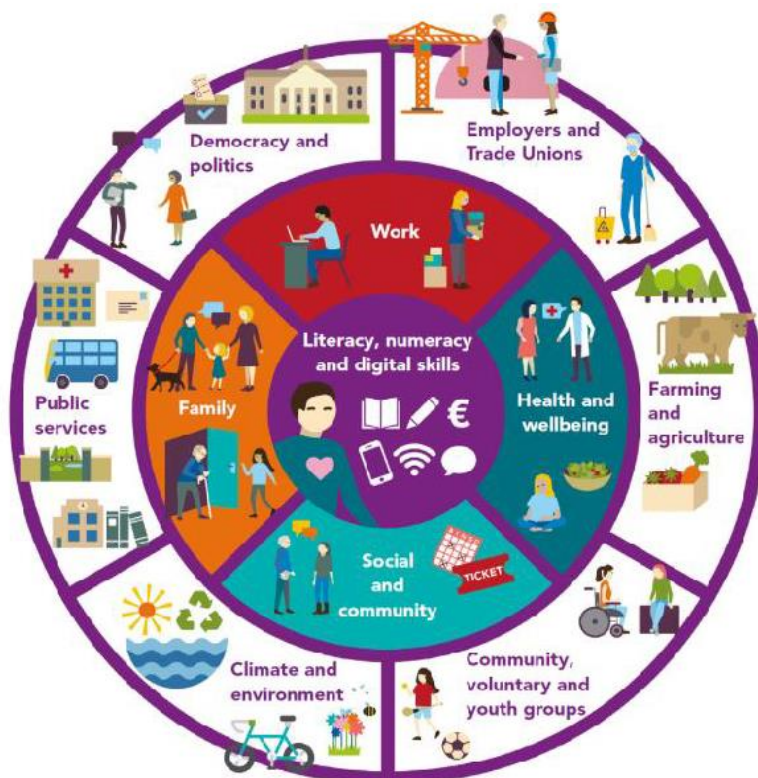 Democracy and
politics
Employers and
Trade Unions
Work
Literacy, numeracy
and digital skills
€
Family
Health and
wellbeing
Public
services
Farming
and
agriculture
Social
and
community
BINGO
TICKET
Climate and
environment
Community,
voluntary and
youth groups